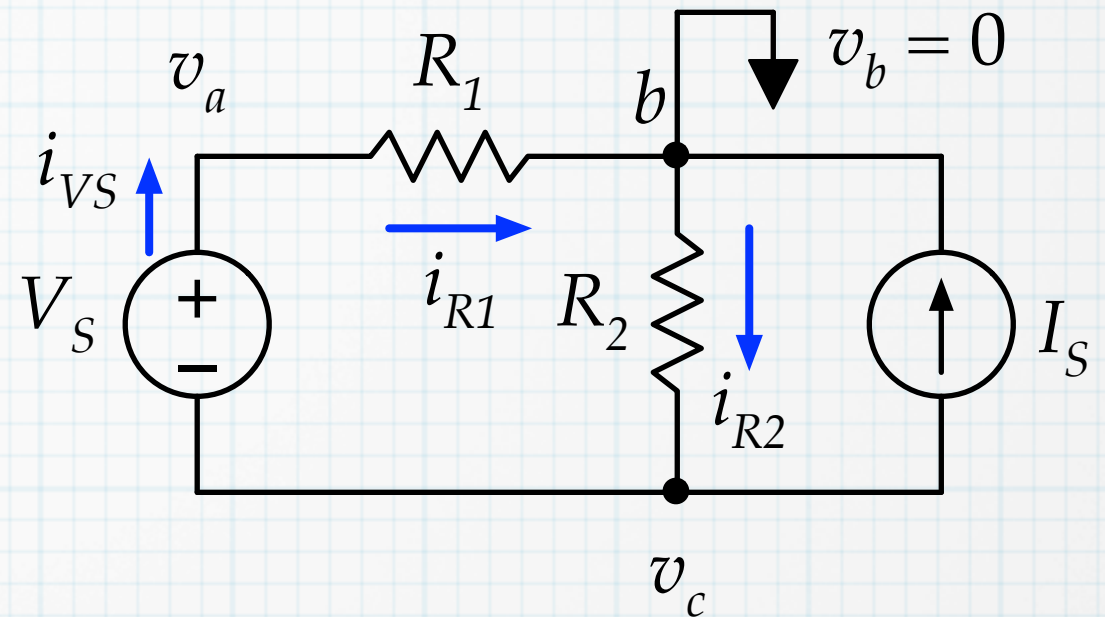 v_a
R_1
b
v_b = 0
i_VS
V_S
+
−
i_R1
R_2
i_R2
I_S
v_c